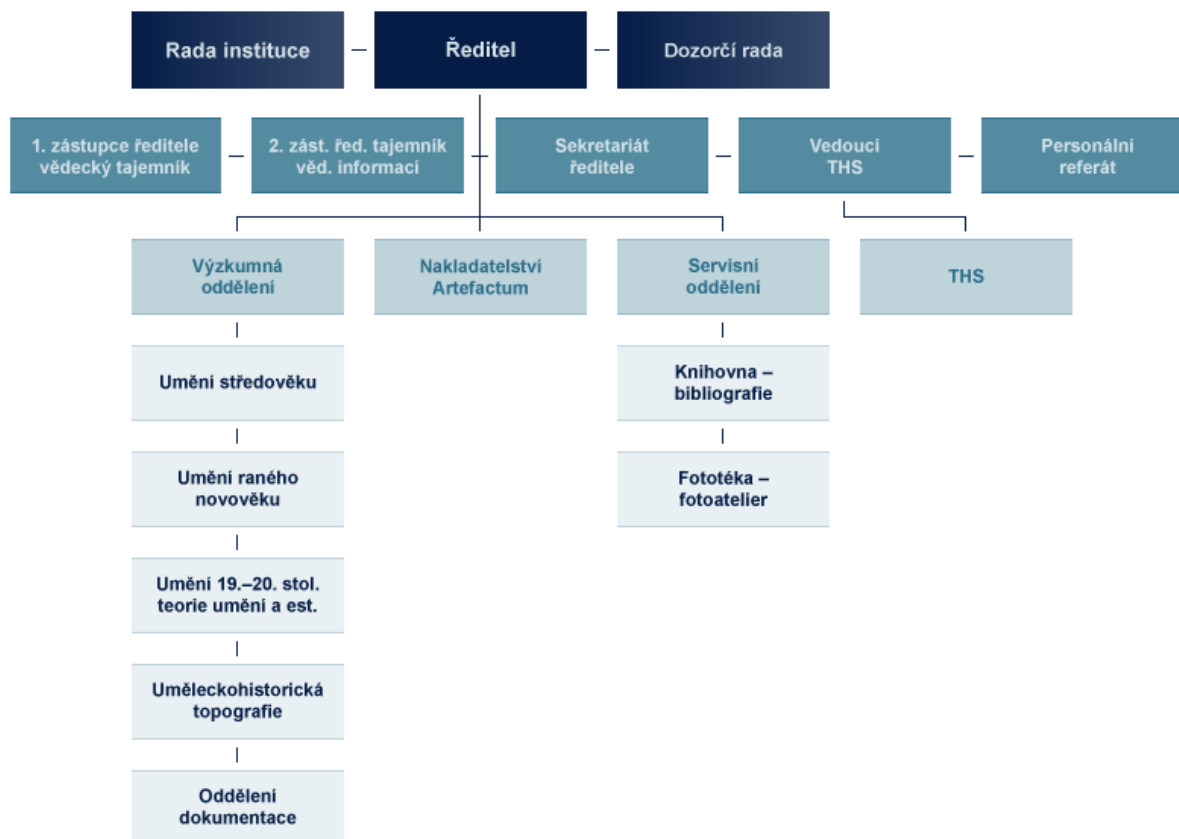 Rada instituce
Ředitel
Dozorčí rada
1. zástupce ředitele
vědecký tajemník
2. zást. řed. tajemník
věd. informací
Sekretariát
ředitele
Vedoucí
THS
Personální
referát
Výzkumná
oddělení
Nakladatelství
Artefactum
Servisní
oddělení
THS
Umění středověku
Knihovna –
bibliografie
Umění raného
novověku
Fototéka –
fotoatelier
Umění 19.–20. stol.
teorie umění a est.
Uměleckohistorická
topografie
Oddělení
dokumentace